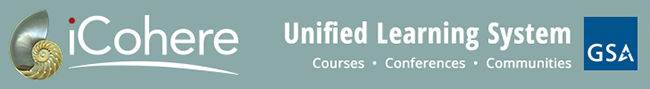 iCohere
Unified Learning System
Courses • Conferences • Communities
GSA